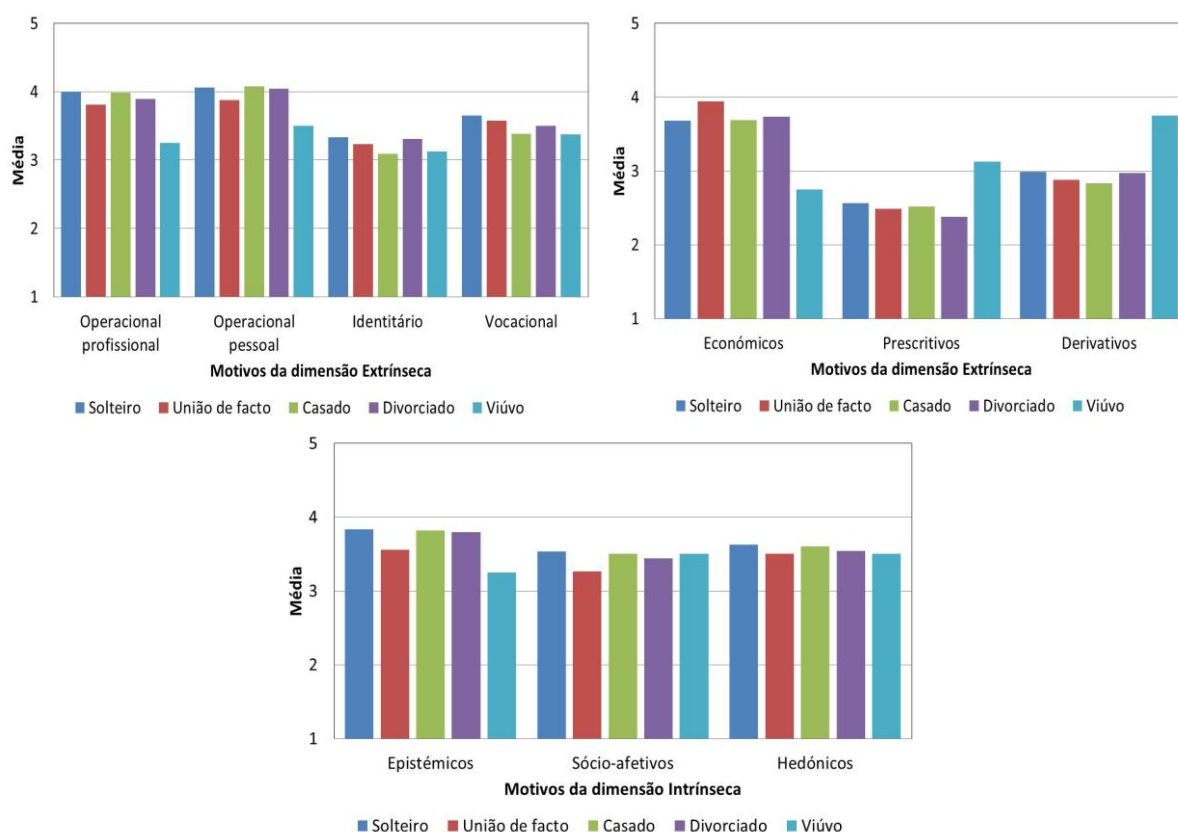 5
4
3
2
1
Média
Operacional profissional
Operacional pessoal
Identitário
Vocacional
Motivos da dimensão Extrínseca
Solteiro União de facto Casado Divorciado Viúvo
5
4
3
2
1
Média
Económicos Prescritivos Derivativos
Motivos da dimensão Extrínseca
Solteiro União de facto Casado Divorciado Viúvo
5
4
3
2
1
Média
Epistémicos Sócio-afetivos Hedónicos
Motivos da dimensão Intrínseca
Solteiro União de facto Casado Divorciado Viúvo